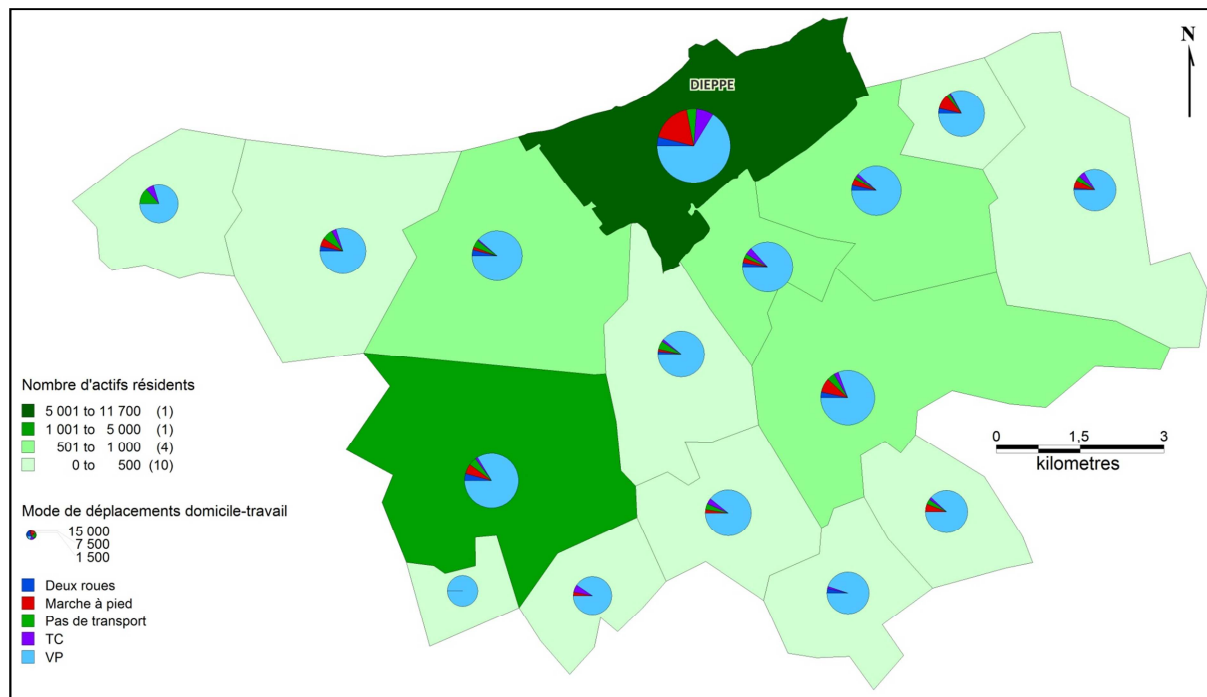 N
DIEPPE
0 1,5 3
kilometres
Nombre d'actifs résidents
5 001 to 11 700 (1)
1 001 to 5 000 (1)
501 to 1 000 (4)
0 to 500 (10)
Mode de déplacements domicile-travail
15 000
7 500
1 500
Deux roues
Marche à pied
Pas de transport
TC
VP